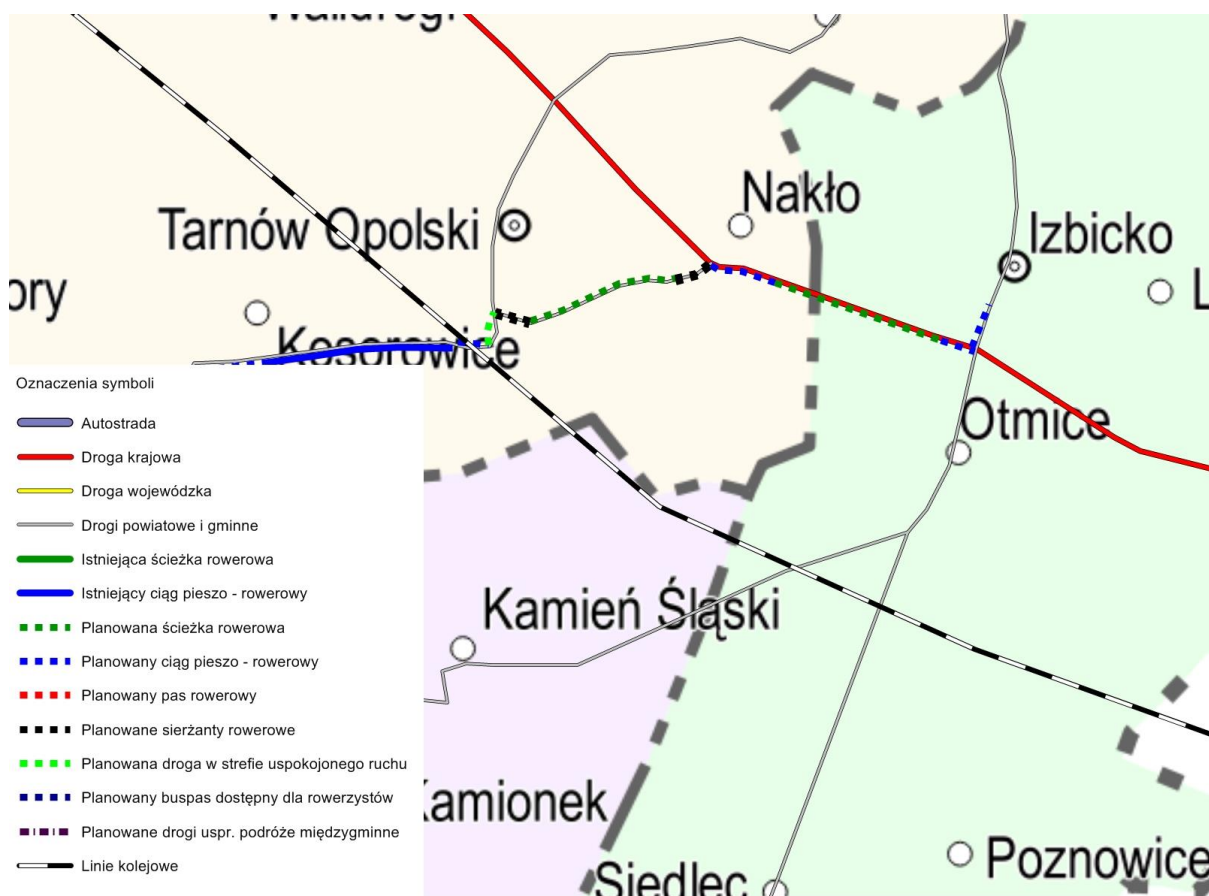 Nakło
Tarnów Opolski
Izbicko
Kosorowice
Otmice
Kamień Śląski
Poznowice
Siedlec
Oznaczenia symboli
Autostrada
Droga krajowa
Droga wojewódzka
Drogi powiatowe i gminne
Istniejąca ścieżka rowerowa
Istniejący ciąg pieszo - rowerowy
Planowana ścieżka rowerowa
Planowany ciąg pieszo - rowerowy
Planowany pas rowerowy
Planowane sierżanty rowerowe
Planowana droga w strefie uspokojonego ruchu
Planowany buspas dostępny dla rowerzystów
Planowane drogi uspr. podróże międzygminne
Linie kolejowe